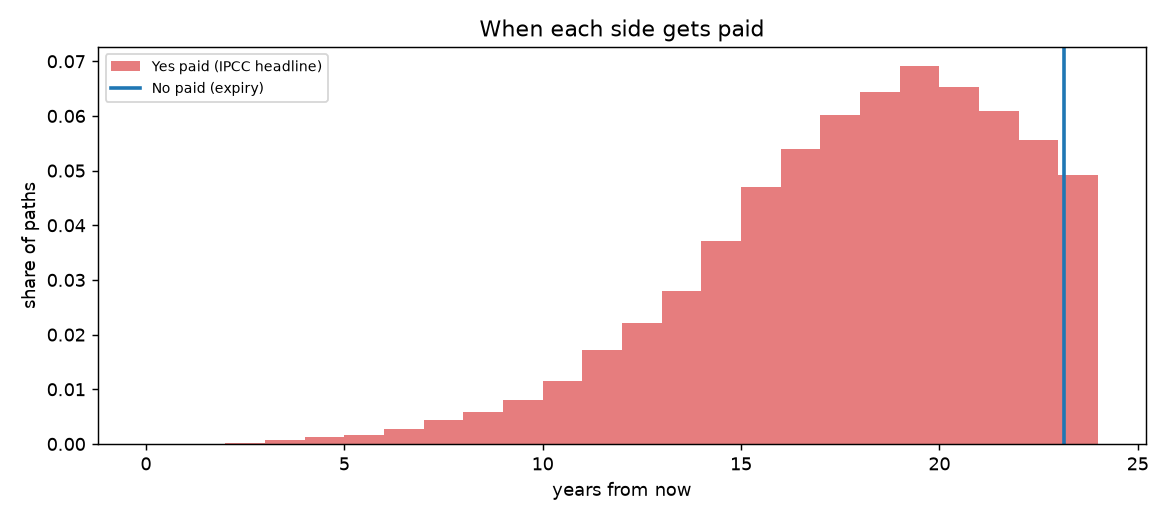 When each side gets paid
Yes paid (IPCC headline)
No paid (expiry)
share of paths
0.07
0.06
0.05
0.04
0.03
0.02
0.01
0.00
0
5
10
15
20
25
years from now